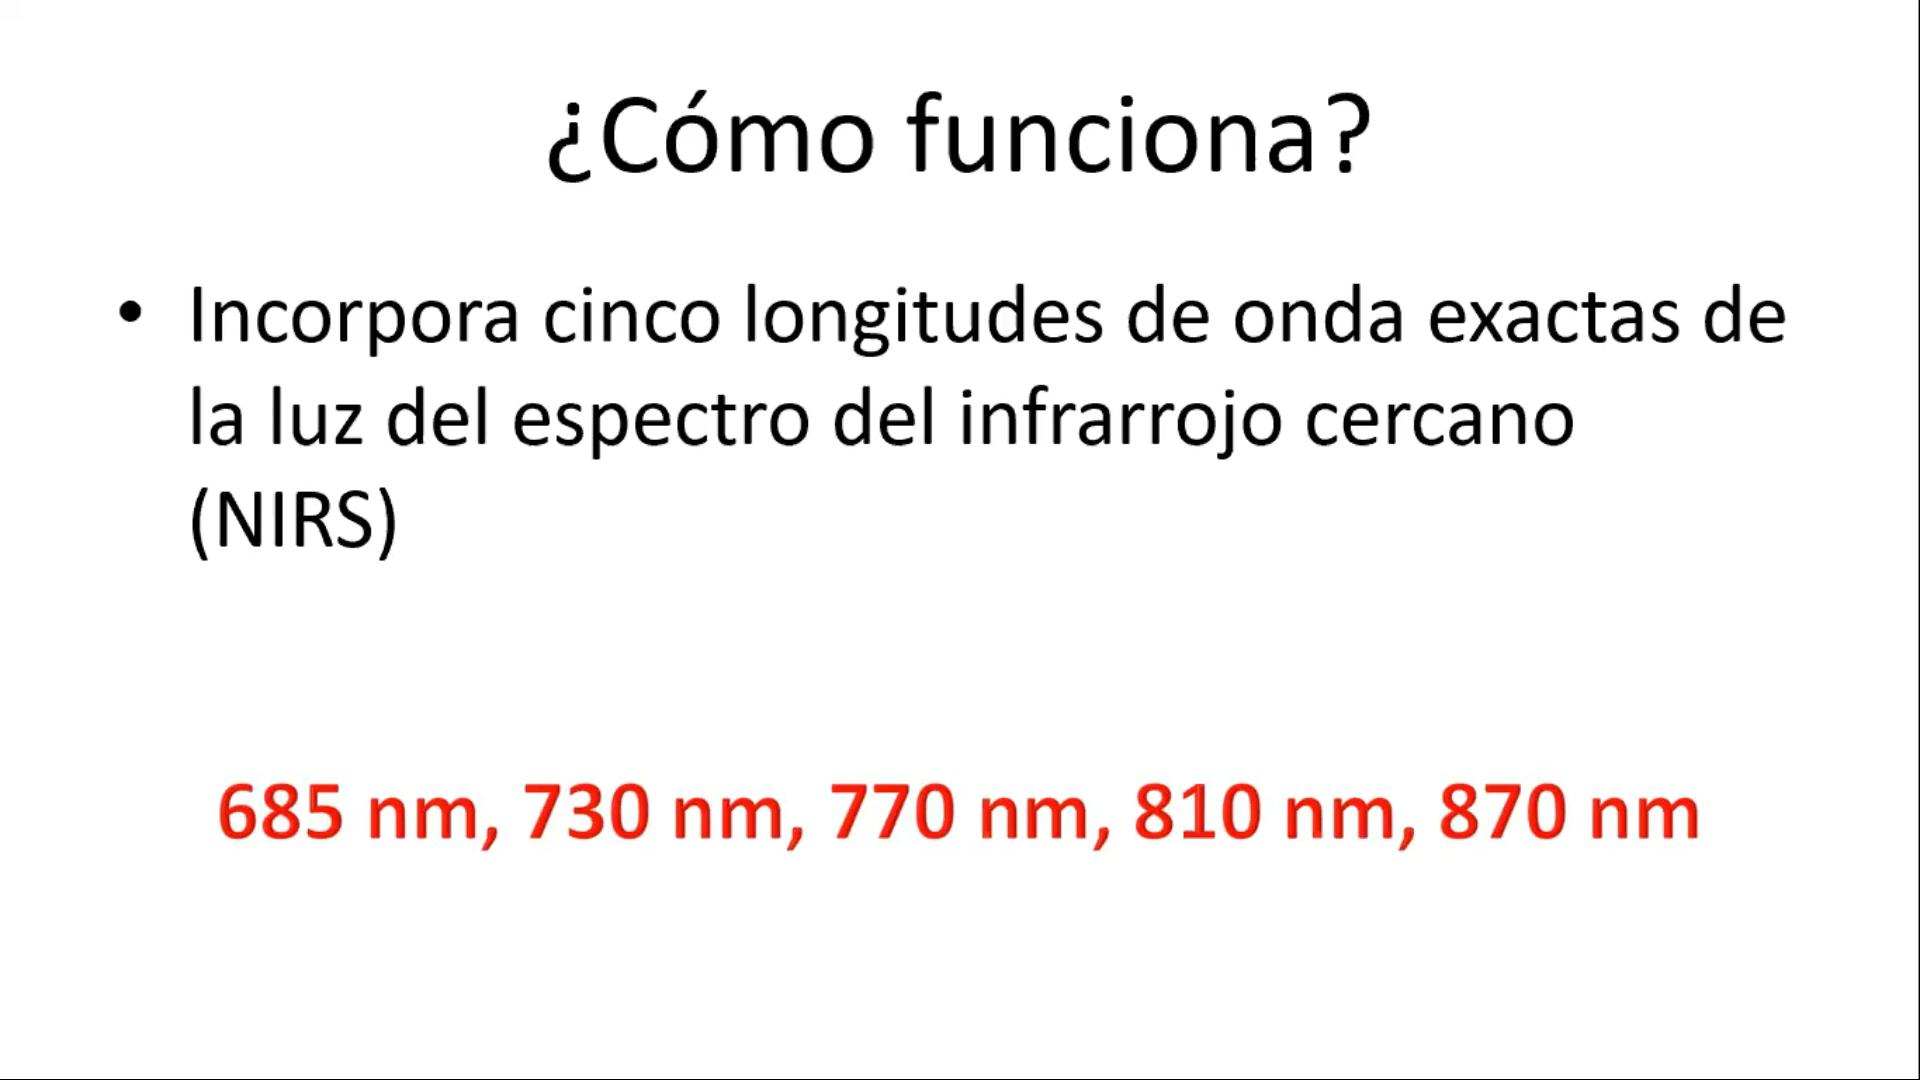 ¿Cómo funciona?
• Incorpora cinco longitudes de onda exactas de
la luz del espectro del infrarrojo cercano
(NIRS)
685 nm, 730 nm, 770 nm, 810 nm, 870 nm